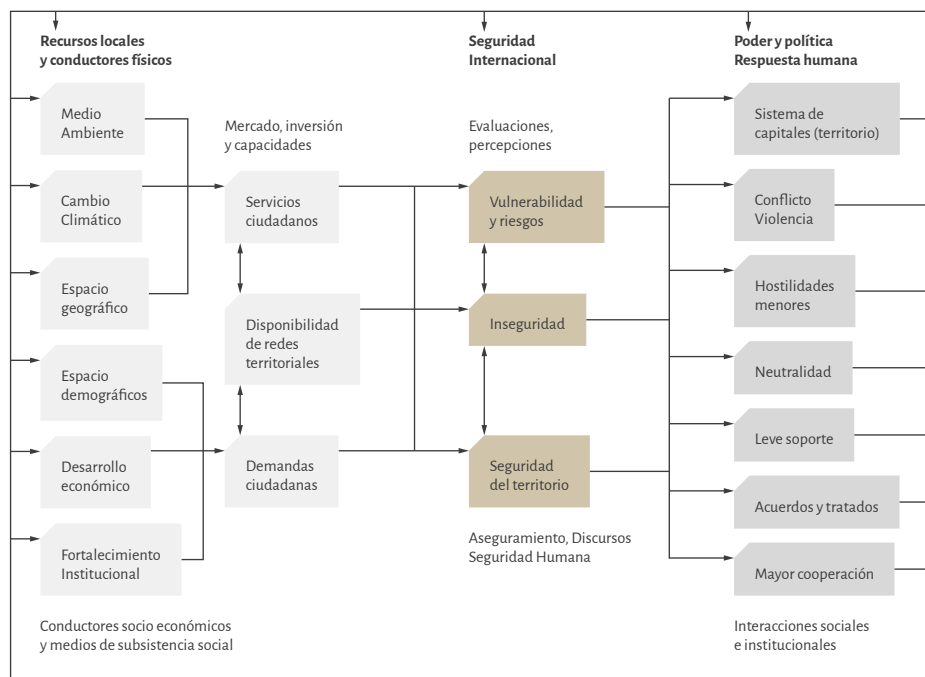 Recursos locales
y conductores físicos
Medio
Ambiente
Cambio
Climático
Espacio
geográfico
Espacio
demográficos
Desarrollo
económico
Fortalecimiento
Institucional
Conductores socio económicos
y medios de subsistencia social
Mercado, inversión
y capacidades
Servicios
ciudadanos
Disponibilidad
de redes
territoriales
Demandas
ciudadanas
Seguridad
Internacional
Evaluaciones,
percepciones
Vulnerabilidad
y riesgos
Inseguridad
Seguridad
del territorio
Aseguramiento, Discursos
Seguridad Humana
Poder y política
Respuesta humana
Sistema de
capitales (territorio)
Conflicto
Violencia
Hostilidades
menores
Neutralidad
Leve soporte
Acuerdos y tratados
Mayor cooperación
Interacciones sociales
e institucionales